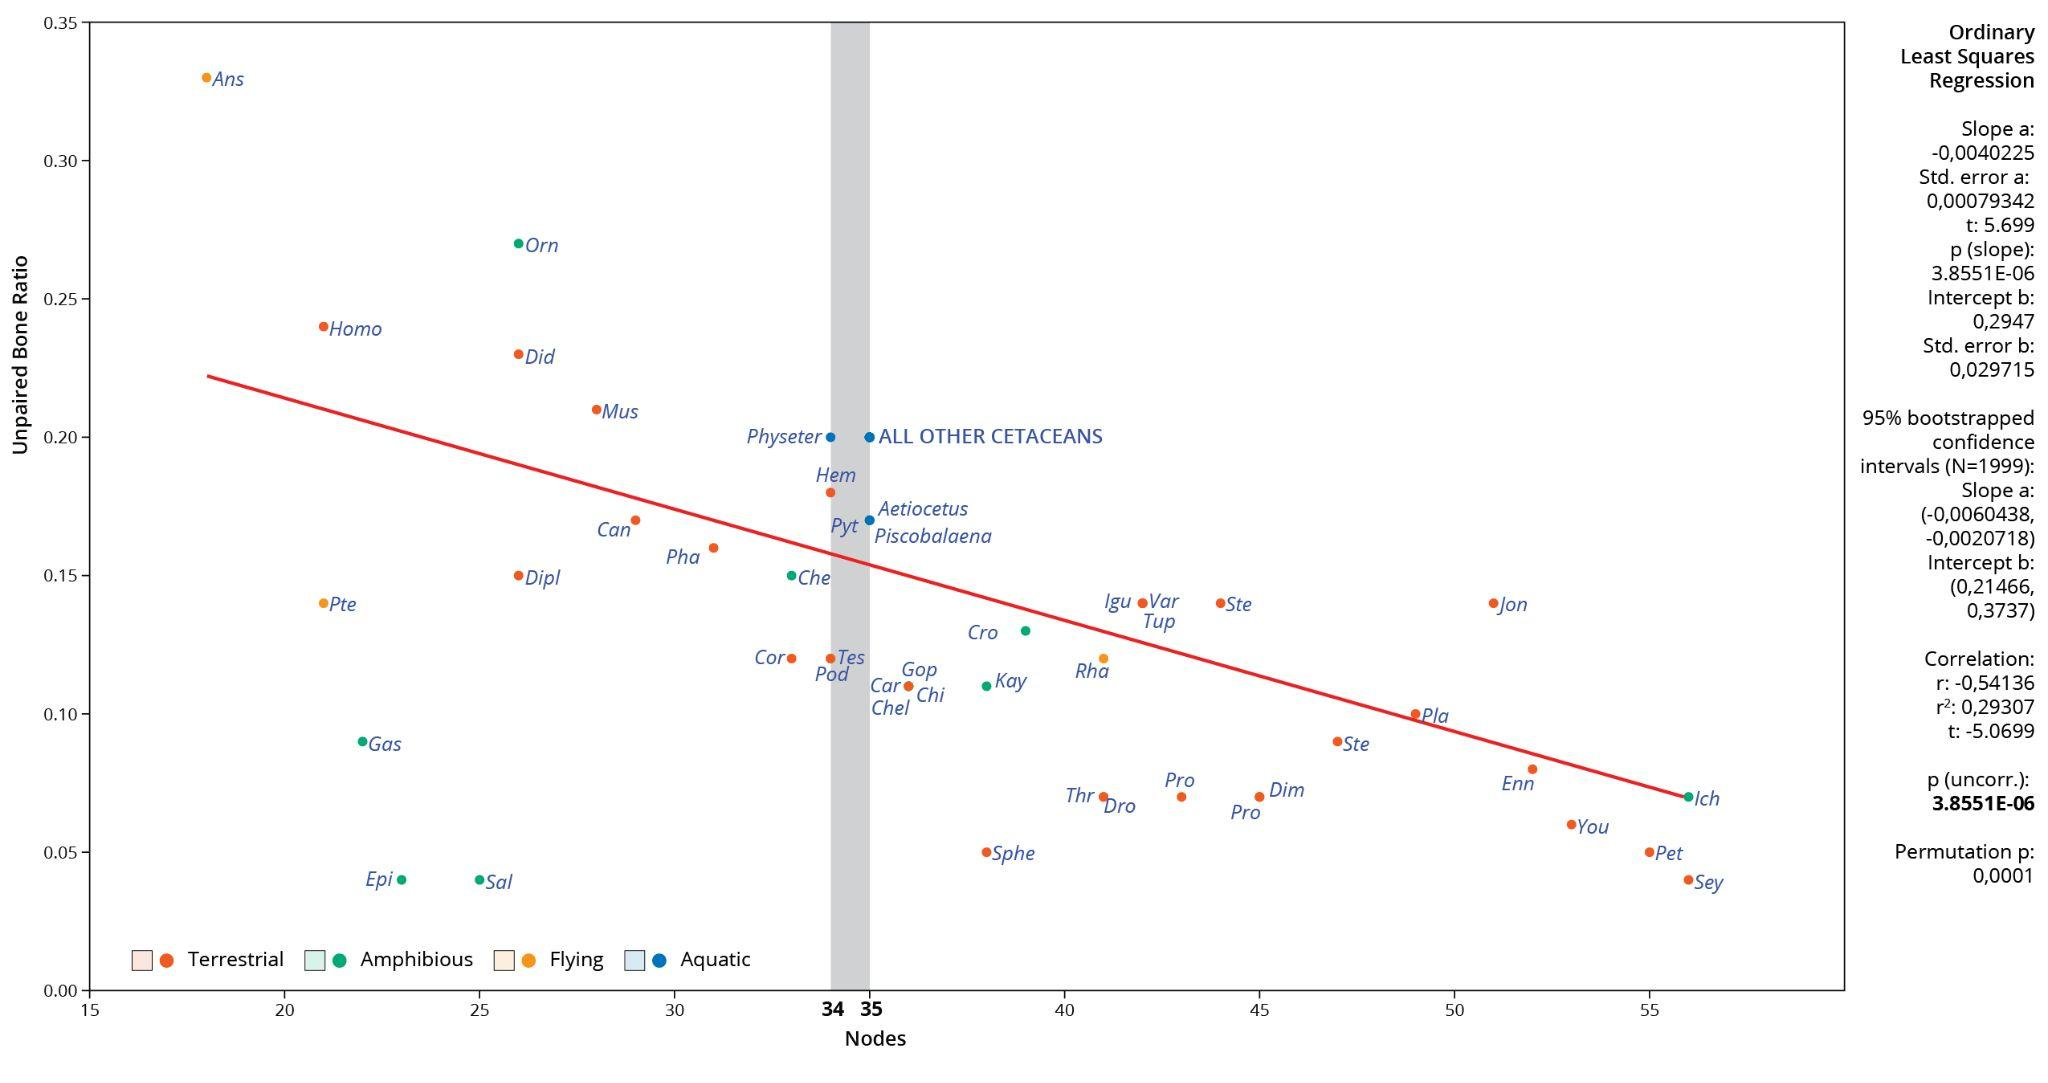 0.35
0.30
0.25
0.20
0.15
0.10
0.05
0.00
Unpaired Bone Ratio
Ans
Orn
Homo
Did
Mus
Physeter
ALL OTHER CETACEANS
Hem
Aetiocetus
Pyt
Piscobalaena
Can
Pha
Dipl
Che
Pte
Igu
Var
Tup
Ste
Jon
Cro
Cor
Tes
Pod
Rha
Gop
Car
Chi
Chel
Kay
Pla
Gas
Ste
Enn
Pro
Thr
Dro
Dim
Pro
Ich
You
Sphe
Pet
Epi
Sal
Sey
Terrestrial
Amphibious
Flying
Aquatic
15
20
25
30
34
35
40
45
50
55
Nodes
Ordinary
Least Squares
Regression
Slope a:
-0,0040225
Std. error a:
0,00079342
t: 5.699
p (slope):
3.8551E-06
Intercept b:
0,2947
Std. error b:
0,029715
95% bootstrapped
confidence
intervals (N=1999):
Slope a:
(-0,0060438,
-0,0020718)
Intercept b:
(0,21466,
0,3737)
Correlation:
r: -0,54136
r²: 0,29307
t: -5.0699
p (uncorr.):
3.8551E-06
Permutation p:
0,0001